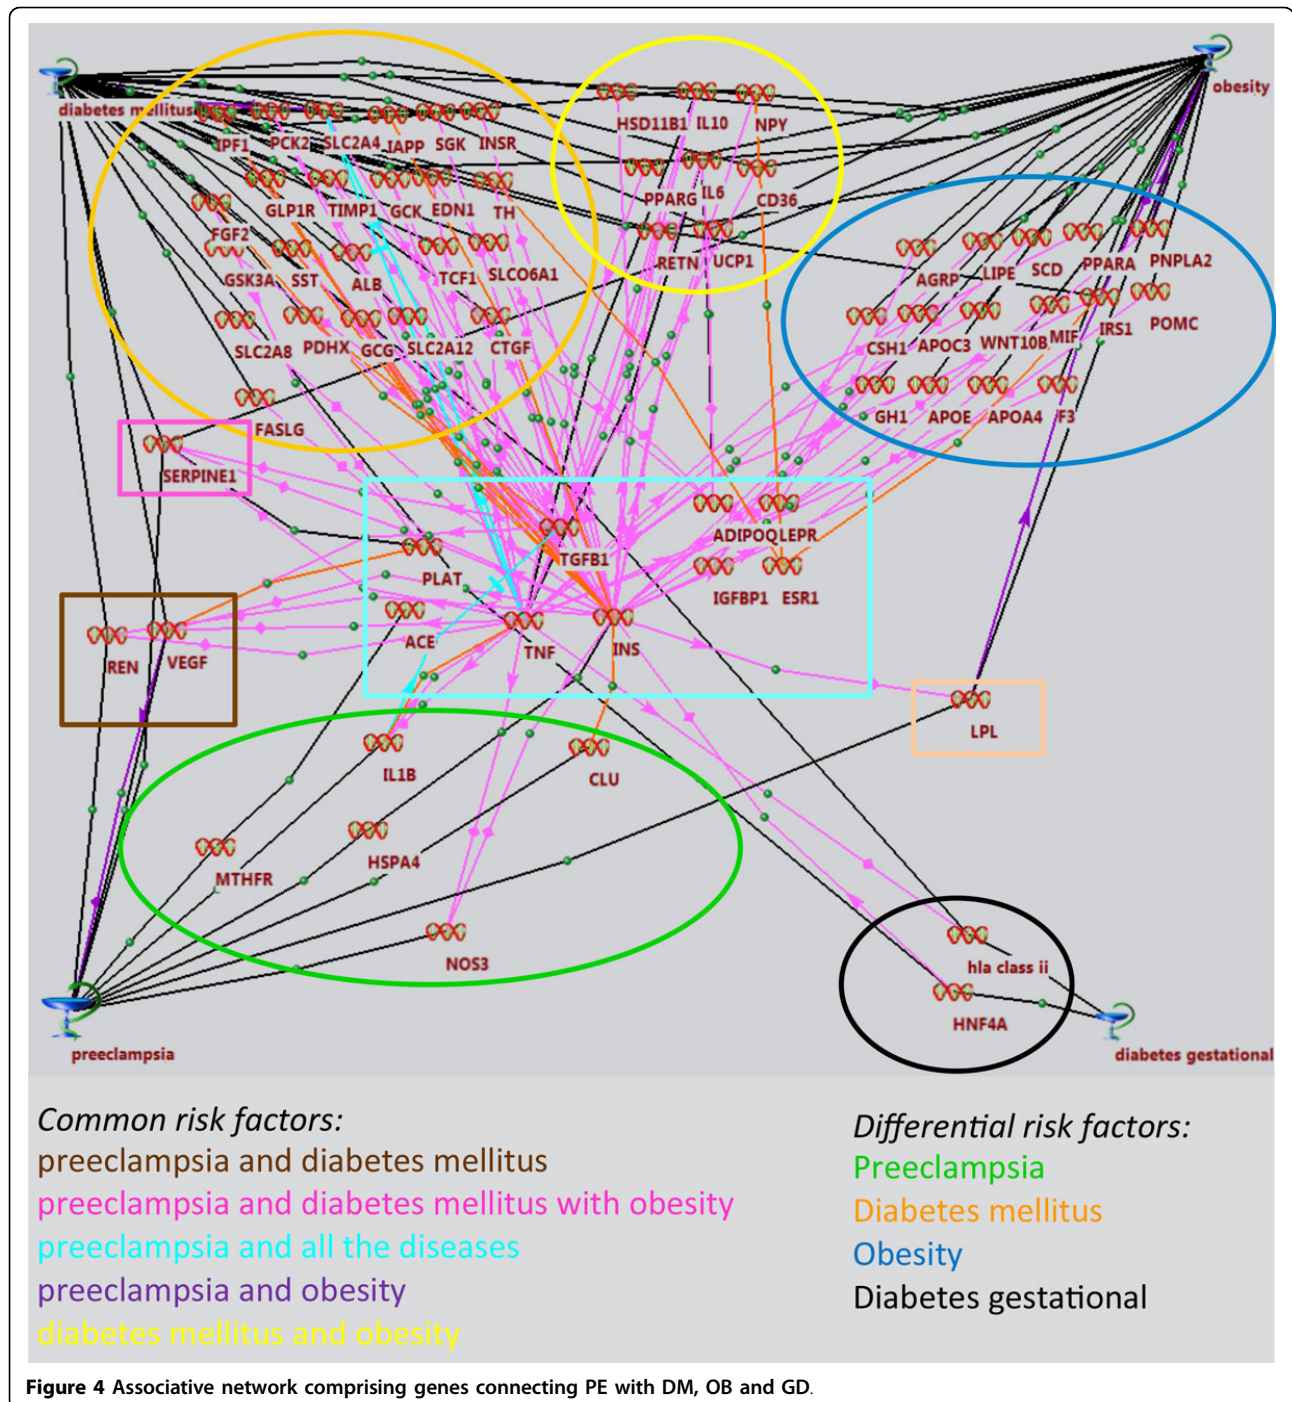 diabetes mellitus
obesity
HSD11B1 IL10 NPY
IPF1 PCK2 SLC2A4 IAPP SGK INSR
PPARG IL6 CD36
GLP1R TIMP1 GCK EDN1 TH
FGF2
RETN UCP1
GSK3A SST ALB TCF1 SLCO6A1
AGRP LIPE SCD PPARA PNPLA2
SLC2A8 PDHX GCG SLC2A12 CTGF
CSH1 APOC3 WNT10B MIF IRS1 POMC
FASLG
GH1 APOE APOA4 F3
SERPINE1
ADIPOQ LEPR
TGFB1
PLAT
IGFBP1 ESR1
ACE TNF INS
REN VEGF
LPL
IL1B CLU
MTHFR HSPA4
NOS3
hla class ii
HNF4A
preeclampsia
diabetes gestational
Common risk factors:
preeclampsia and diabetes mellitus
preeclampsia and diabetes mellitus with obesity
preeclampsia and all the diseases
preeclampsia and obesity
diabetes mellitus and obesity
Differential risk factors:
Preeclampsia
Diabetes mellitus
Obesity
Diabetes gestational
Figure 4 Associative network comprising genes connecting PE with DM, OB and GD.